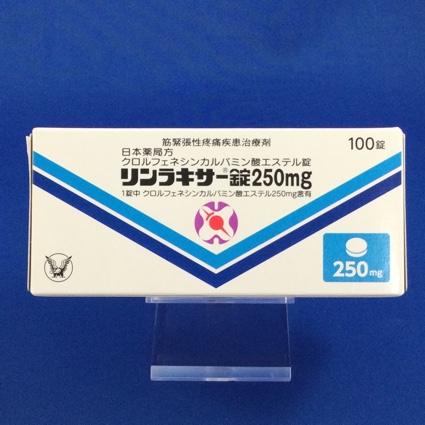 筋緊張性疼痛疾患治療剤
日本薬局方
クロルフェネシンカルバミン酸エステル錠
100錠
リンラキサー®錠250mg
1錠中 クロルフェネシンカルバミン酸エステル250mg含有
250mg